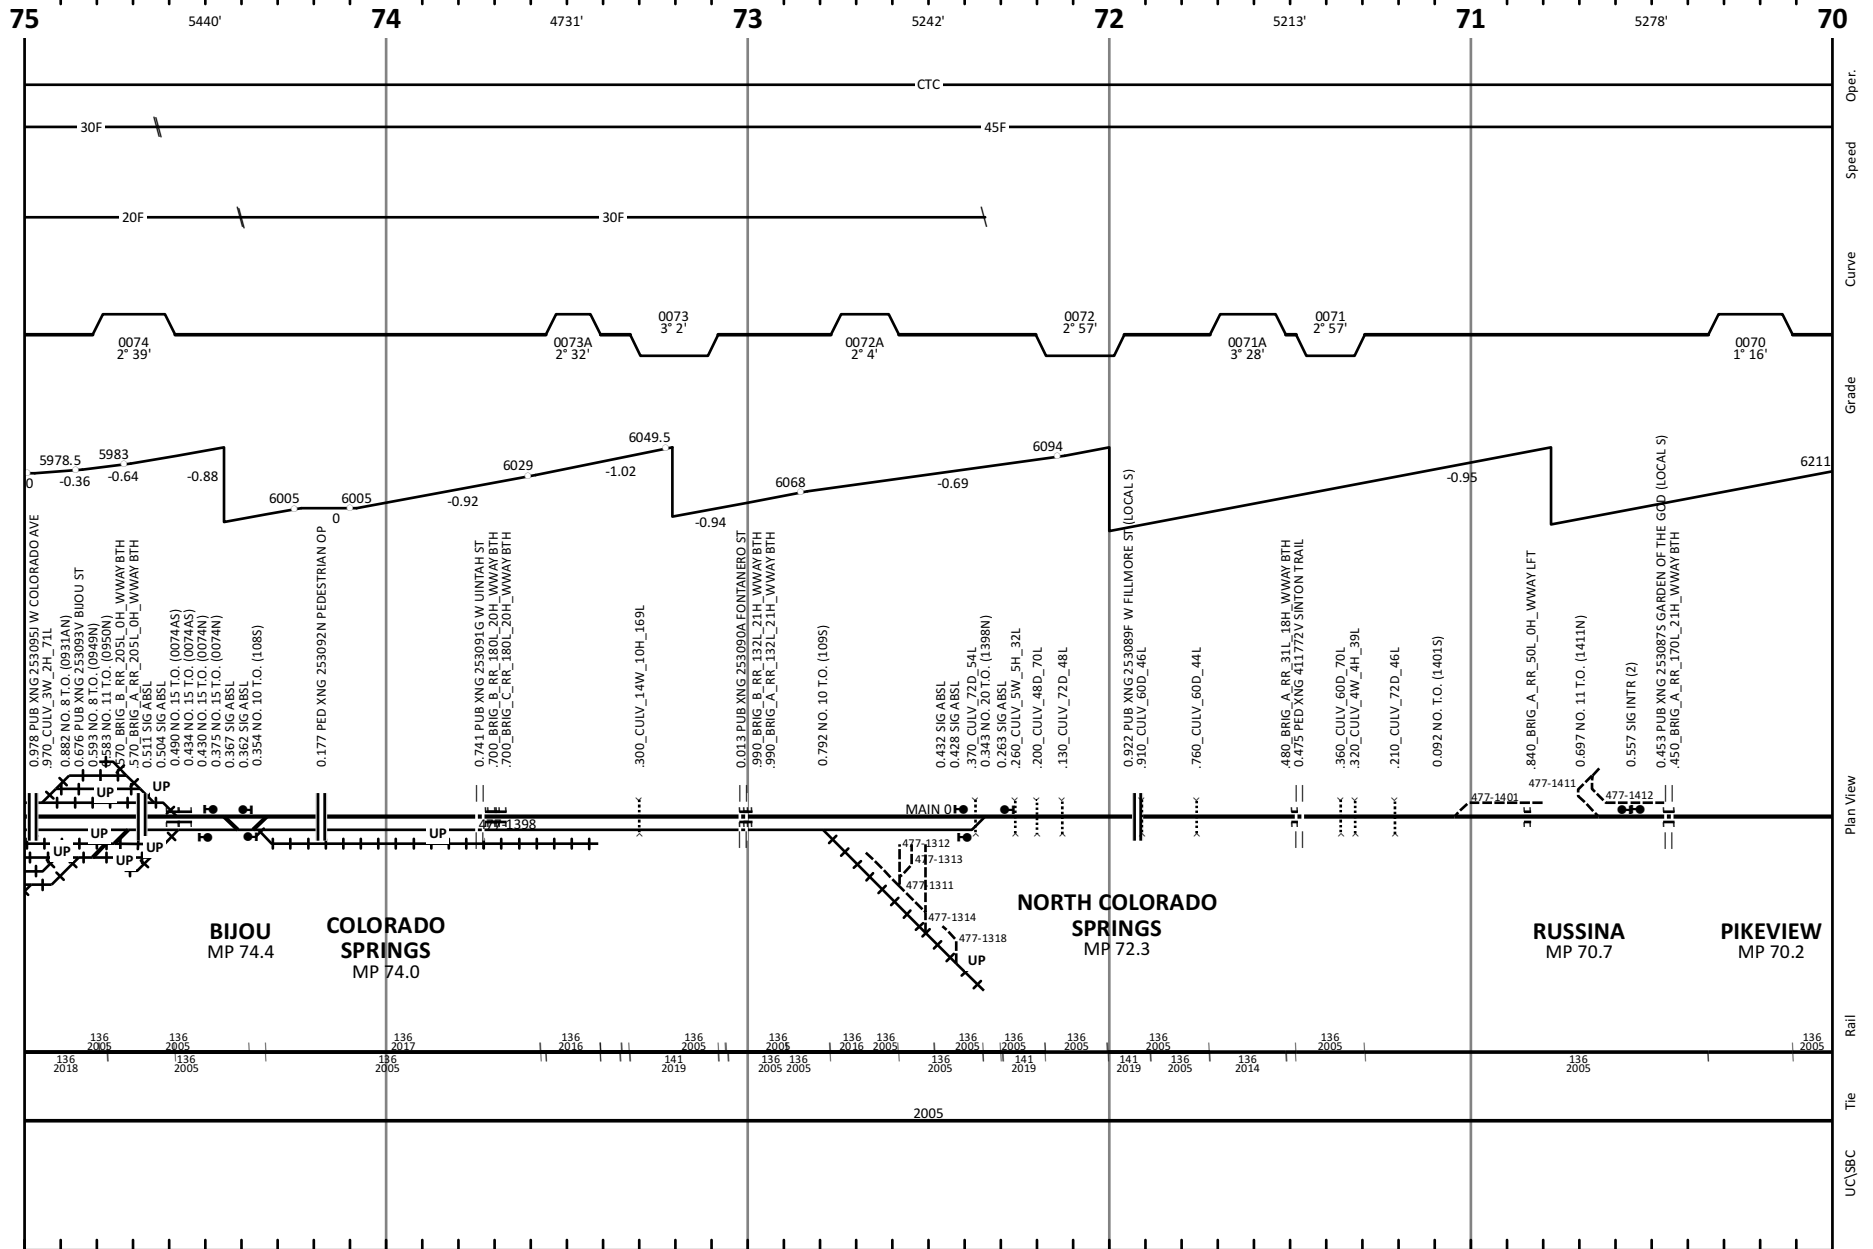 75 5440' 74 4731' 73 5242' 72 5213' 71 5278' 70
Oper.
CTC
30F 45F
Speed
20F 30F
Curve
0074
2° 39'
0073A
2° 32'
0073
3° 2'
0072A
2° 4'
0072
2° 57'
0071A
3° 28'
0071
2° 57'
0070
1° 16'
Grade
0 5978.5 -0.36 5983 -0.64 -0.88 6005 0 6005 -0.92 6029 -1.02 6049.5 -0.94 6068 -0.69 6094 -0.95 6211
0.978 PUB XNG 253095J W COLORADO AVE
.970_CULV_3W_2H_71L
0.882 NO. 8 T.O. (0931AN)
0.676 PUB XNG 253093V BIJOU ST
0.593 NO. 8 T.O. (0949N)
0.583 NO. 11 T.O. (0950N)
.570_BRIG_B_RR_205L_0H_WWAY BTH
.570_BRIG_A_RR_205L_0H_WWAY BTH
0.511 SIG ABSL
0.504 SIG ABSL
0.490 NO. 15 T.O. (0074AS)
0.434 NO. 15 T.O. (0074AS)
0.430 NO. 15 T.O. (0074N)
0.375 NO. 15 T.O. (0074N)
0.367 SIG ABSL
0.362 SIG ABSL
0.354 NO. 10 T.O. (108S)
0.177 PED XNG 253092N PEDESTRIAN OP
0.741 PUB XNG 253091G W UINTAH ST
.700_BRIG_B_RR_180L_20H_WWAY BTH
.700_BRIG_C_RR_180L_20H_WWAY BTH
.300_CULV_14W_10H_169L
0.013 PUB XNG 253090A FONTANERO ST
.990_BRIG_B_RR_132L_21H_WWAY BTH
.990_BRIG_A_RR_132L_21H_WWAY BTH
0.792 NO. 10 T.O. (109S)
0.432 SIG ABSL
0.428 SIG ABSL
.370_CULV_72D_54L
0.343 NO. 20 T.O. (1398N)
0.263 SIG ABSL
.260_CULV_5W_5H_32L
.200_CULV_48D_70L
.130_CULV_72D_48L
0.922 PUB XNG 253089F W FILLMORE ST (LOCAL S)
.910_CULV_60D_46L
.760_CULV_60D_44L
.480_BRIG_A_RR_31L_18H_WWAY BTH
0.475 PED XNG 411772V SINTON TRAIL
.360_CULV_60D_70L
.320_CULV_4W_4H_39L
.210_CULV_72D_46L
0.092 NO. T.O. (1401S)
.840_BRIG_A_RR_50L_0H_WWAY LFT
0.697 NO. 11 T.O. (1411N)
0.557 SIG INTR (2)
0.453 PUB XNG 253087S GARDEN OF THE GOD (LOCAL S)
.450_BRIG_A_RR_170L_21H_WWAY BTH
Plan View
UP UP UP UP UP UP UP
477-1398
MAIN 0
477-1312
477-1313
477-1311
477-1314
477-1318
UP
477-1401
477-1411
477-1412
BIJOU
MP 74.4
COLORADO
SPRINGS
MP 74.0
NORTH COLORADO
SPRINGS
MP 72.3
RUSSINA
MP 70.7
PIKEVIEW
MP 70.2
Rail
136 136 136 136 136 136 136 136 136 136 136 136 136 136
2005 2005 2017 2016 2005 2005 2016 2005 2005 2005 2005 2005 2005 2005
136 136 136 141 136 136 136 141 141 136 136 136
2018 2005 2005 2019 2005 2005 2005 2019 2019 2005 2014 2005
Tie
2005
UC\SBC